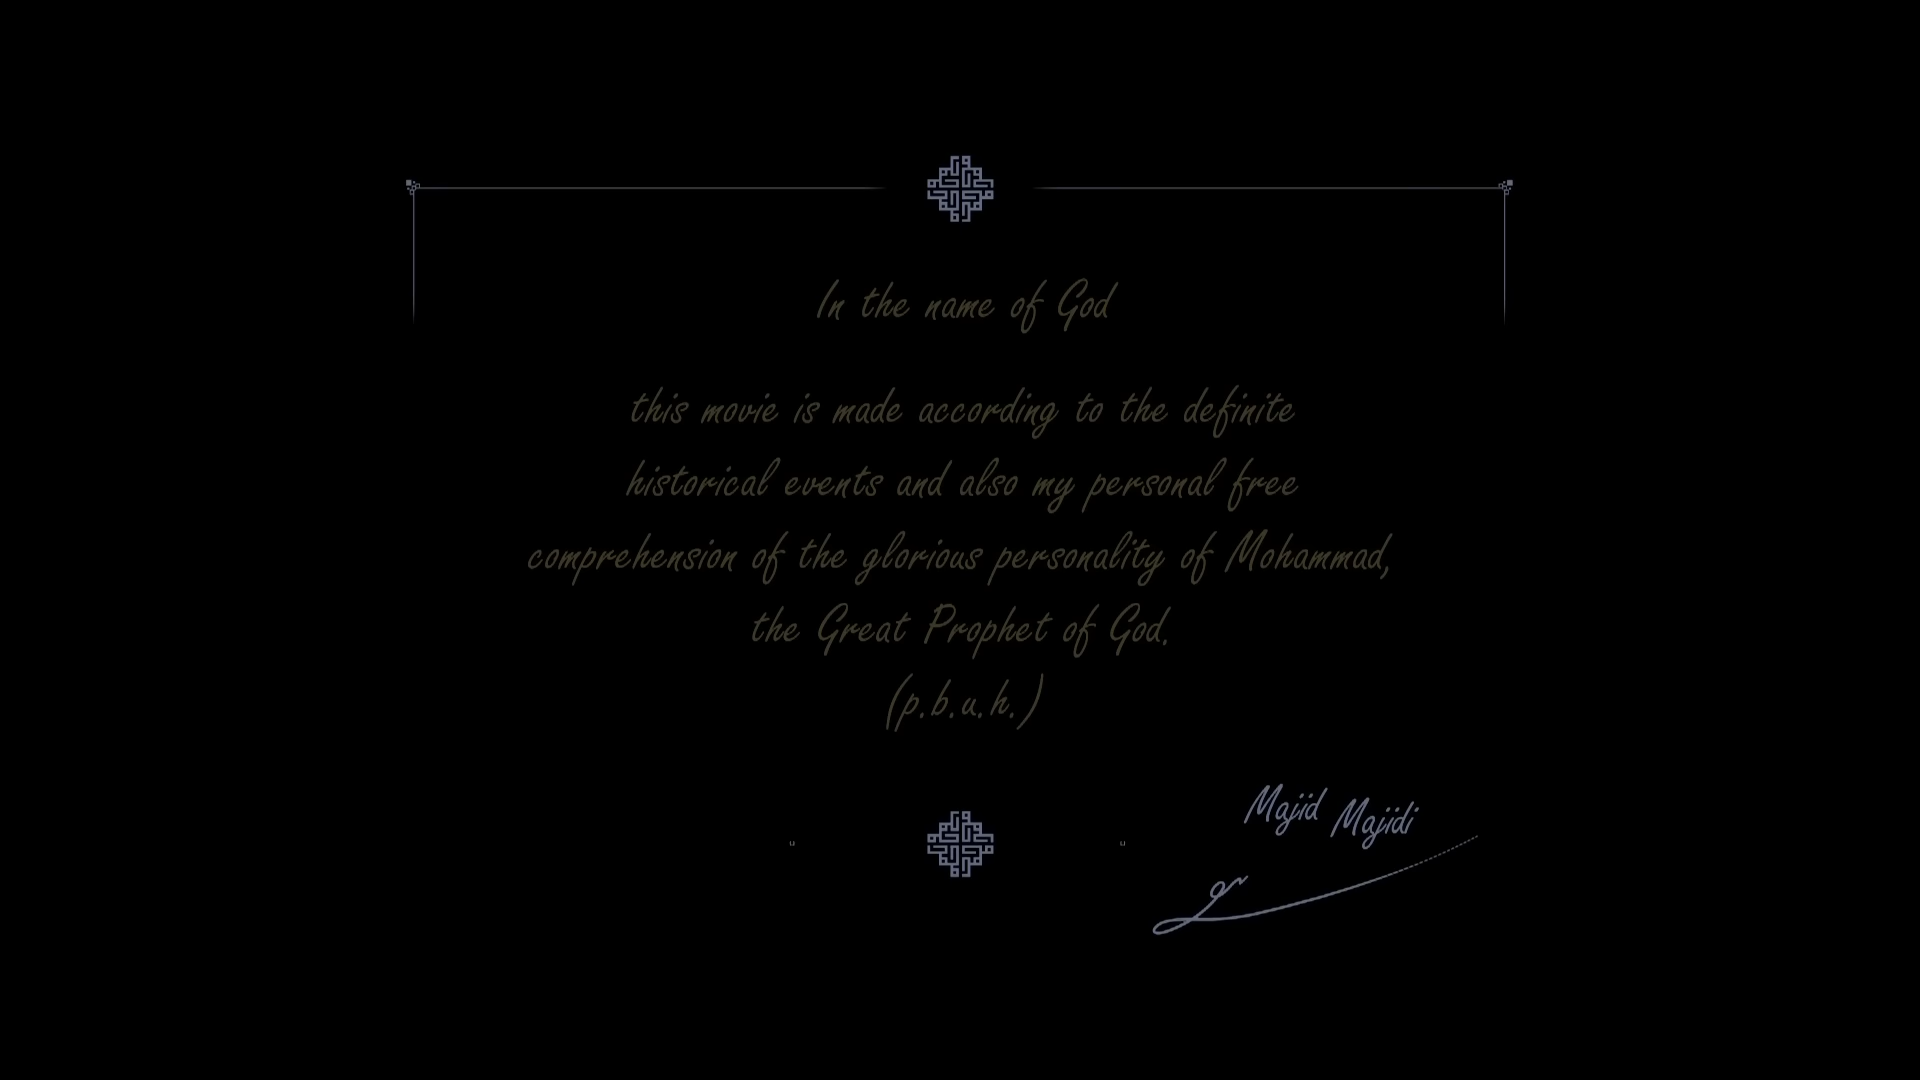 In the name of God
this movie is made according to the definite
historical events and also my personal free
comprehension of the glorious personality of Mohammad,
the Great Prophet of God.
(p.b.u.h.)
Majid Majidi